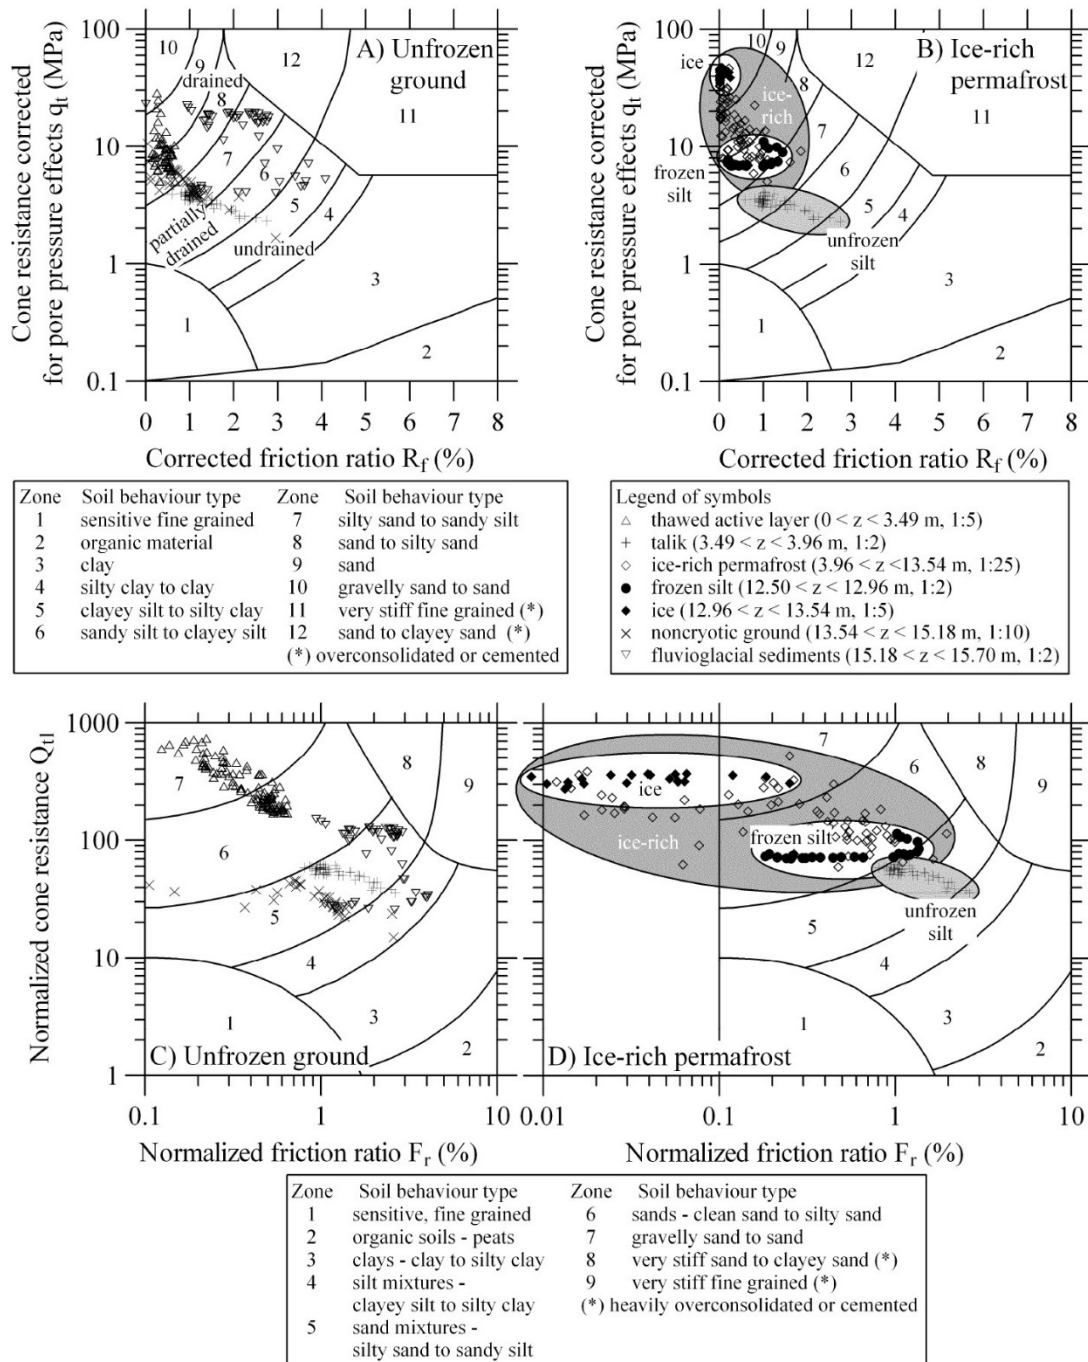 Cone resistance corrected
for pore pressure effects qt (MPa)
100
10
1
0.1
A) Unfrozen
ground
10
9
drained
8
12
11
7
6
5
4
partially
drained
undrained
3
1
2
0 1 2 3 4 5 6 7 8
Corrected friction ratio Rf (%)
Cone resistance corrected
for pore pressure effects qt (MPa)
100
10
1
0.1
B) Ice-rich
permafrost
10
9
12
ice
8
ice-
rich
11
7
6
frozen
silt
5
4
unfrozen
silt
3
1
2
0 1 2 3 4 5 6 7 8
Corrected friction ratio Rf (%)
Zone Soil behaviour type Zone Soil behaviour type
1 sensitive fine grained 7 silty sand to sandy silt
2 organic material 8 sand to silty sand
3 clay 9 sand
4 silty clay to clay 10 gravelly sand to sand
5 clayey silt to silty clay 11 very stiff fine grained (*)
6 sandy silt to clayey silt 12 sand to clayey sand (*)
(*) overconsolidated or cemented
Legend of symbols
△ thawed active layer (0 < z < 3.49 m, 1:5)
+ talik (3.49 < z < 3.96 m, 1:2)
◇ ice-rich permafrost (3.96 < z <13.54 m, 1:25)
● frozen silt (12.50 < z < 12.96 m, 1:2)
◆ ice (12.96 < z < 13.54 m, 1:5)
× noncryotic ground (13.54 < z < 15.18 m, 1:10)
▽ fluvioglacial sediments (15.18 < z < 15.70 m, 1:2)
Normalized cone resistance Qt1
1000
100
10
1
7
8
9
6
5
4
3
1
2
C) Unfrozen ground
0.1 1 10
Normalized friction ratio Fr (%)
7
6
8
9
ice
ice-rich
frozen silt
unfrozen
silt
5
4
3
1
2
D) Ice-rich permafrost
0.01 0.1 1 10
Normalized friction ratio Fr (%)
Zone Soil behaviour type Zone Soil behaviour type
1 sensitive, fine grained 6 sands - clean sand to silty sand
2 organic soils - peats 7 gravelly sand to sand
3 clays - clay to silty clay 8 very stiff sand to clayey sand (*)
4 silt mixtures - 9 very stiff fine grained (*)
clayey silt to silty clay (*) heavily overconsolidated or cemented
5 sand mixtures -
silty sand to sandy silt